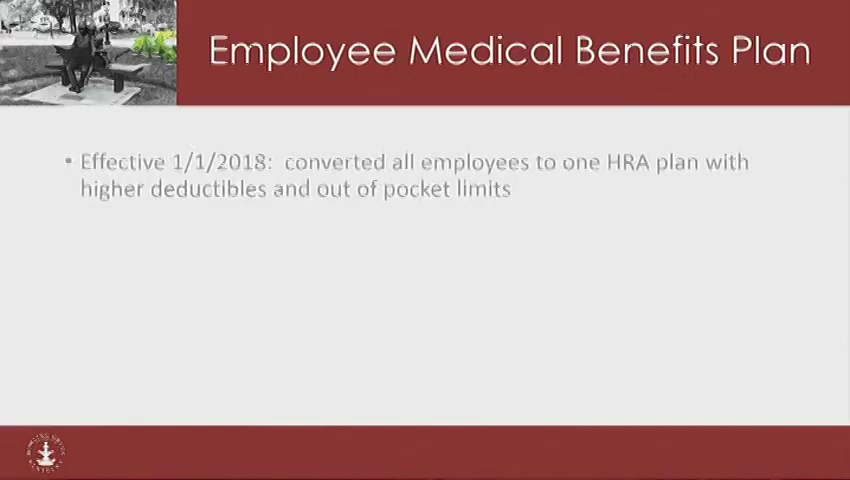 Employee Medical Benefits Plan
• Effective 1/1/2018: converted all employees to one HRA plan with
higher deductibles and out of pocket limits